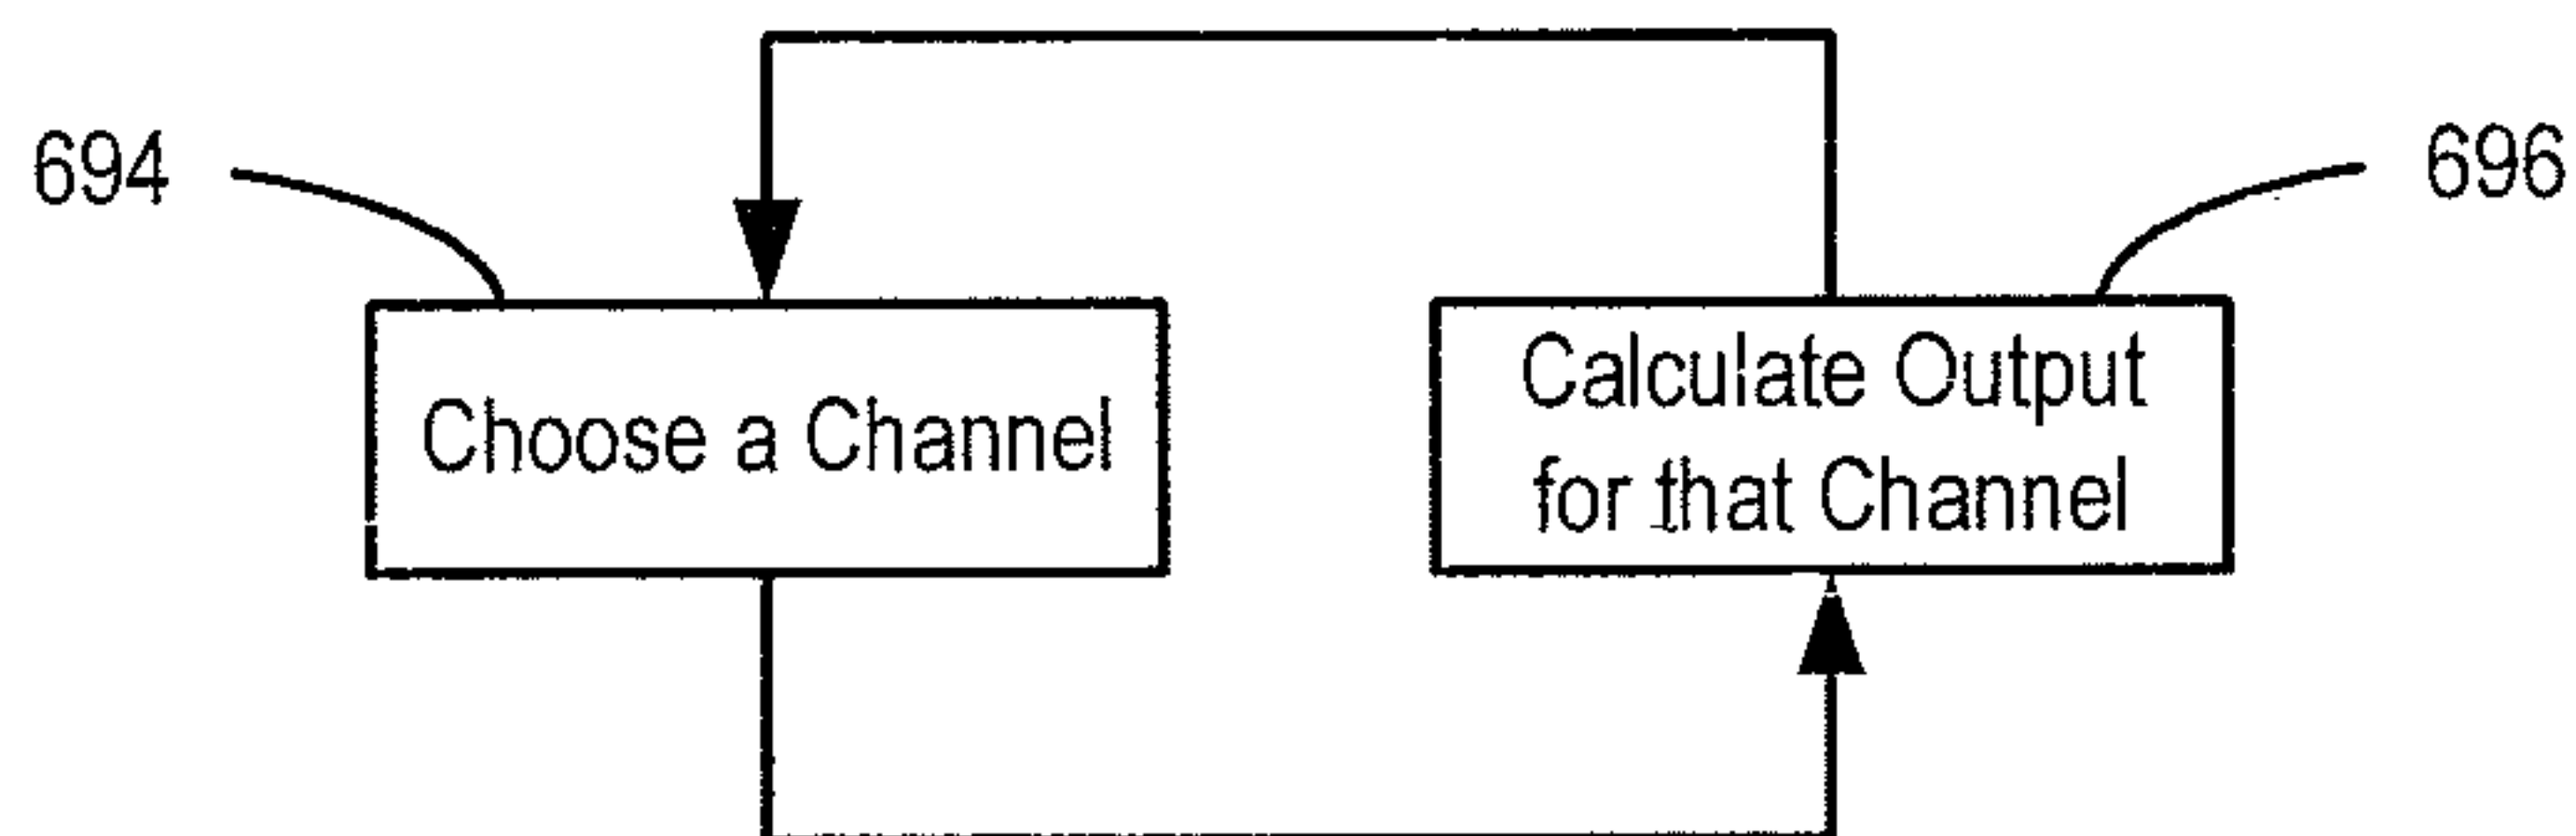 694
696
Choose a Channel
Calculate Output
for that Channel